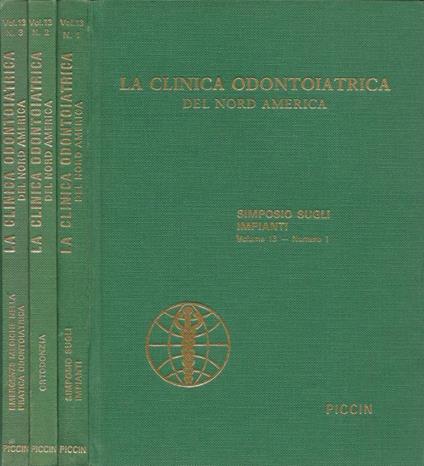 Vol.13
N. 3
LA CLINICA ODONTOIATRICA
DEL NORD AMERICA
EMERGENZE MEDICHE NELLA
PRATICA ODONTOIATRICA
PICCIN
Vol.13
N. 2
LA CLINICA ODONTOIATRICA
DEL NORD AMERICA
ORTODONZIA
PICCIN
Vol.13
N. 1
LA CLINICA ODONTOIATRICA
DEL NORD AMERICA
SIMPOSIO SUGLI
IMPIANTI
PICCIN
LA CLINICA ODONTOIATRICA
DEL NORD AMERICA
SIMPOSIO SUGLI
IMPIANTI
Volume 13 — Numero 1
PICCIN